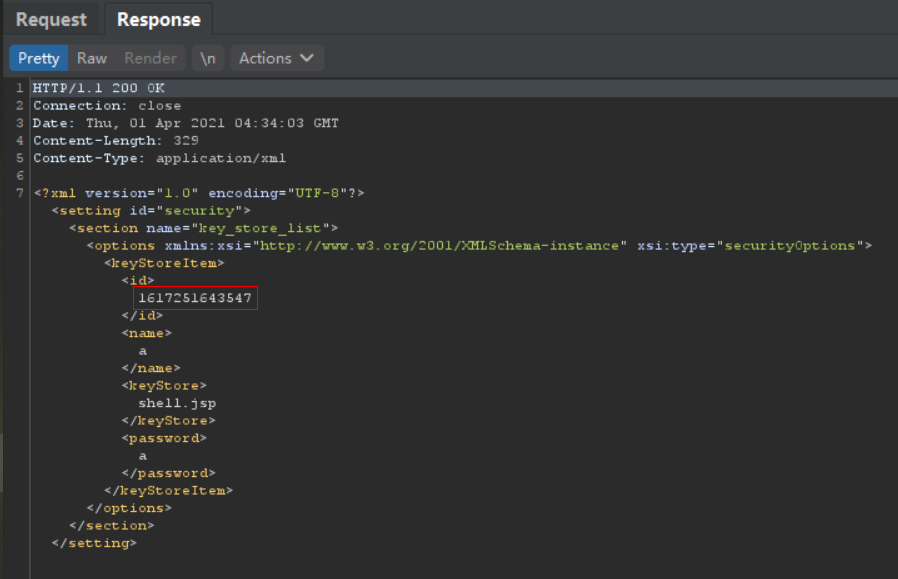 Request Response
Pretty Raw Render \n Actions
1 HTTP/1.1 200 OK
2 Connection: close
3 Date: Thu, 01 Apr 2021 04:34:03 GMT
4 Content-Length: 329
5 Content-Type: application/xml
6
7 <?xml version="1.0" encoding="UTF-8"?>
<setting id="security">
<section name="key_store_list">
<options xmlns:xsi="http://www.w3.org/2001/XMLSchema-instance" xsi:type="securityOptions">
<keyStoreItem>
<id>
1617251643547
</id>
<name>
a
</name>
<keyStore>
shell.jsp
</keyStore>
<password>
a
</password>
</keyStoreItem>
</options>
</section>
</setting>